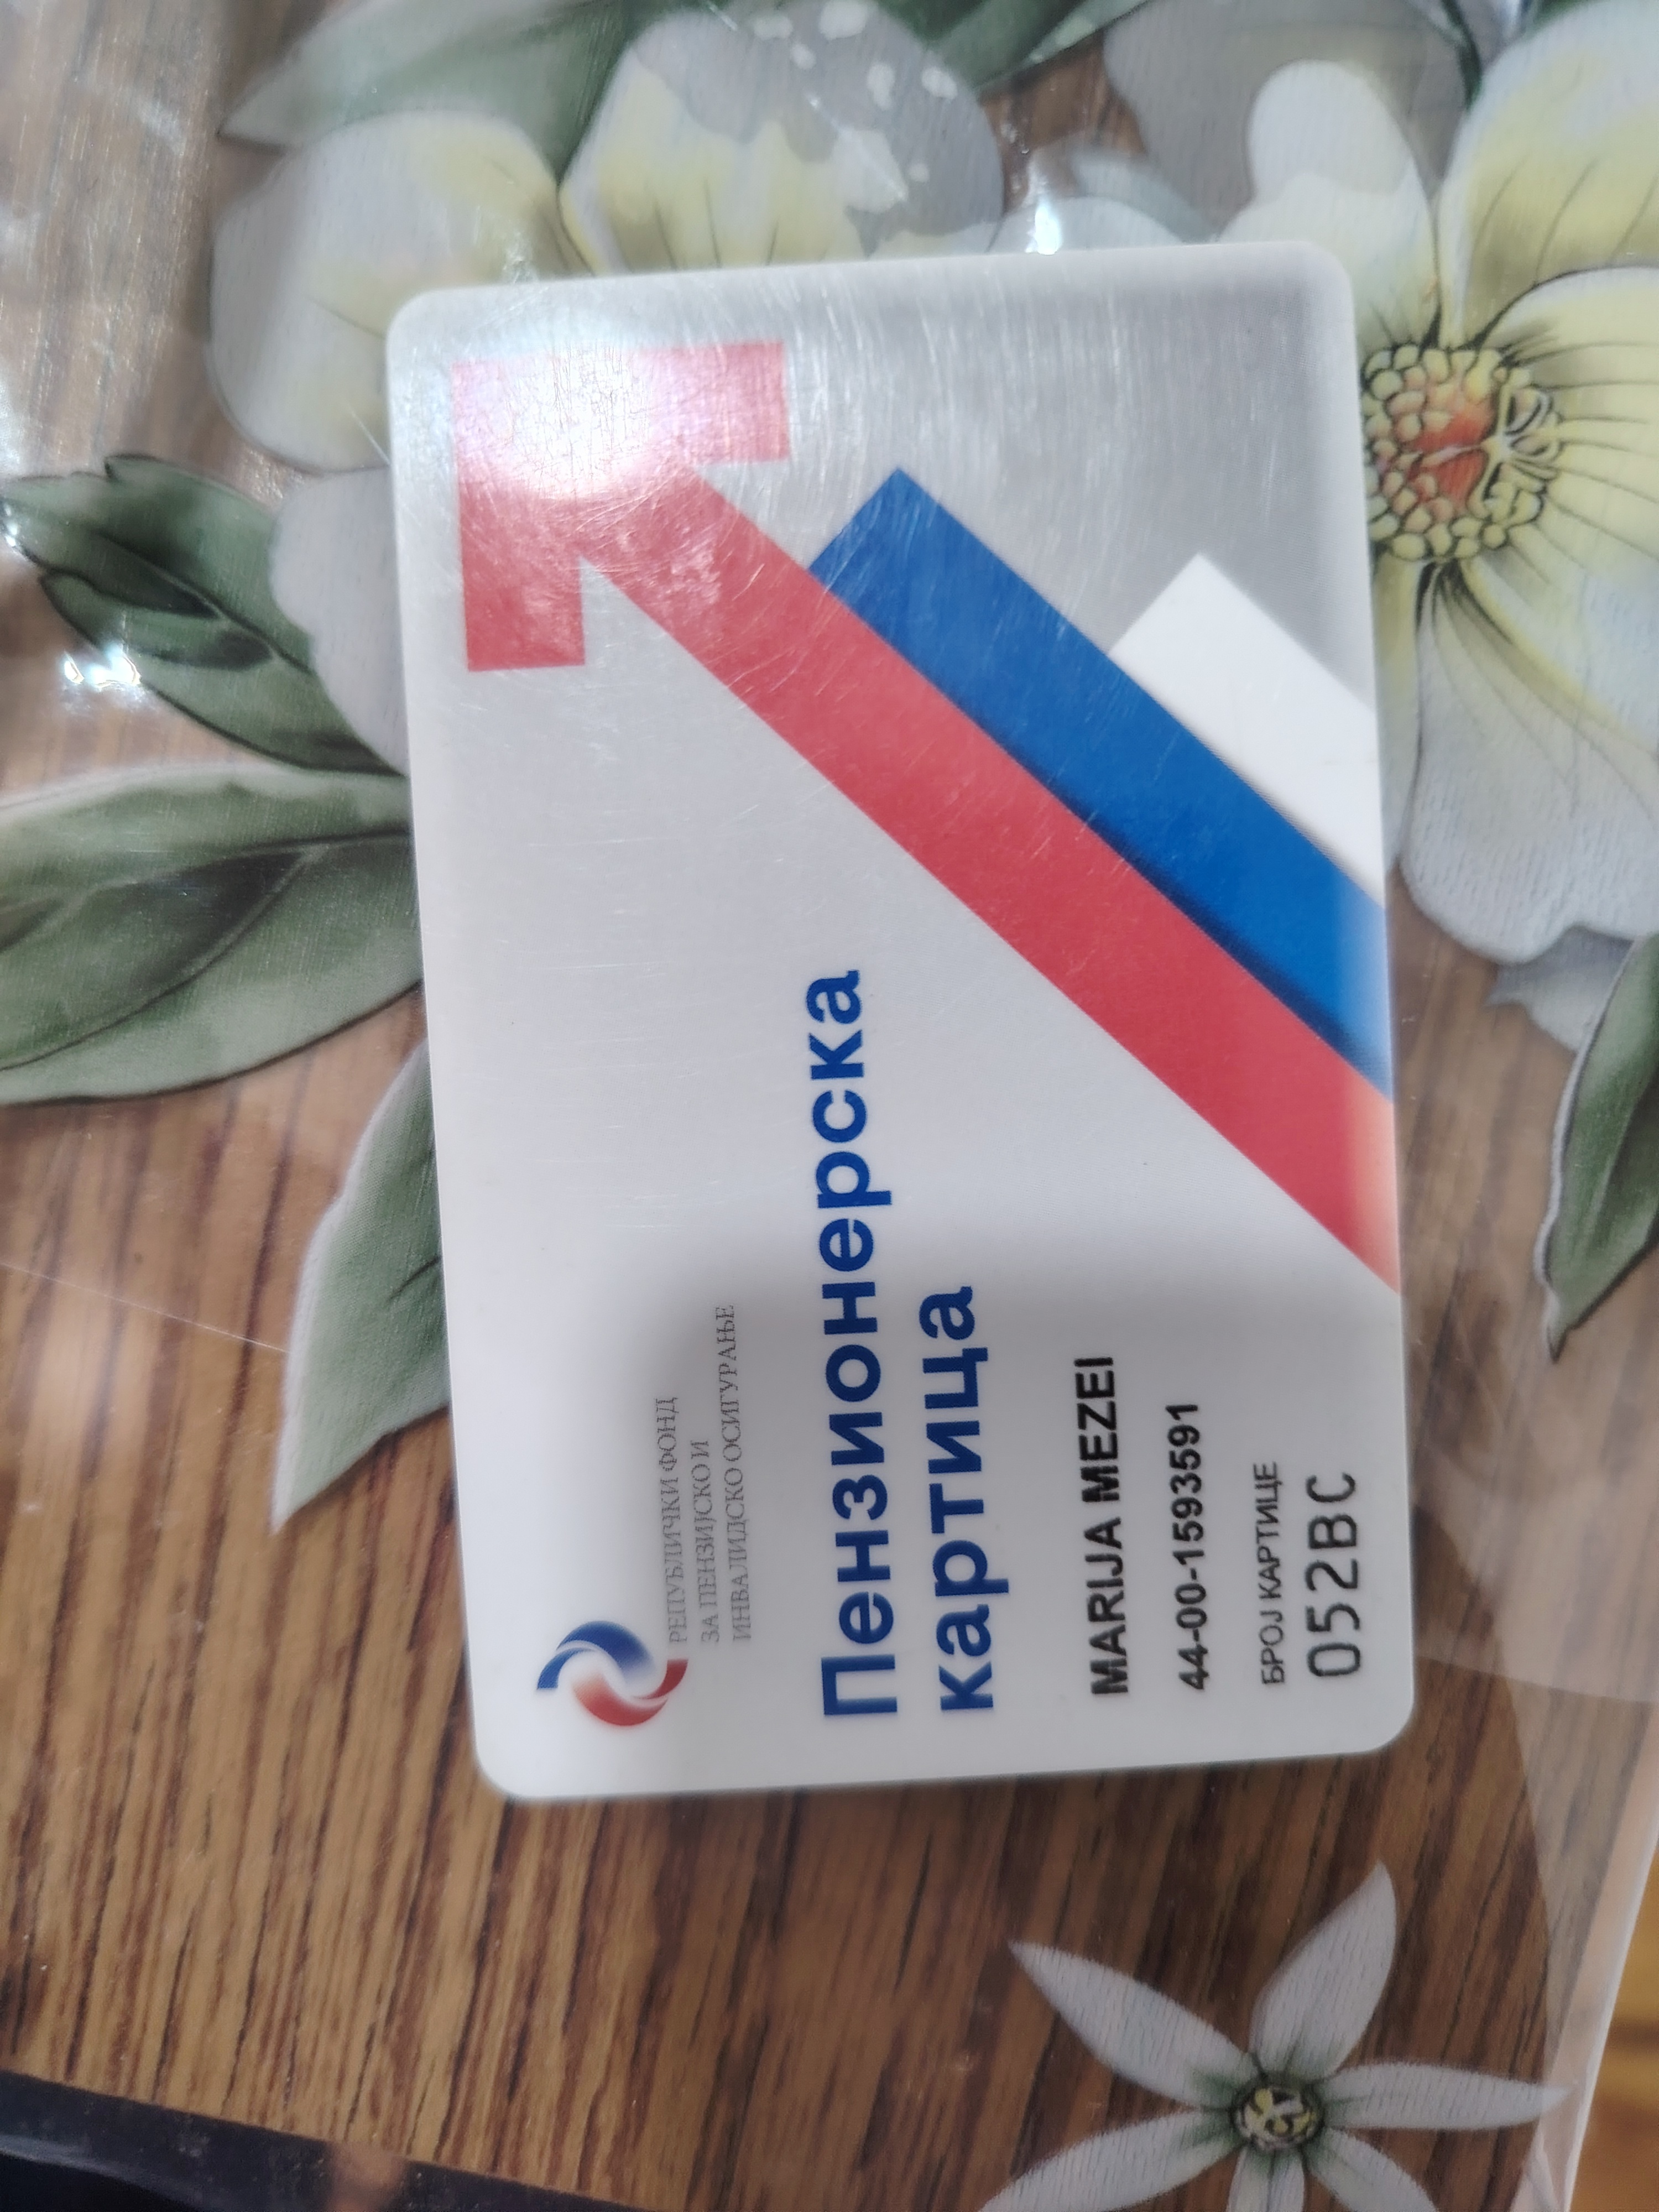 РЕПУБЛИЧКИ ФОНД
ЗА ПЕНЗИЈСКО И
ИНВАЛИДСКО ОСИГУРАЊЕ
Пензионерска
картица
MARIJA MEZEI
44-00-1593591
БРОЈ КАРТИЦЕ
052BC